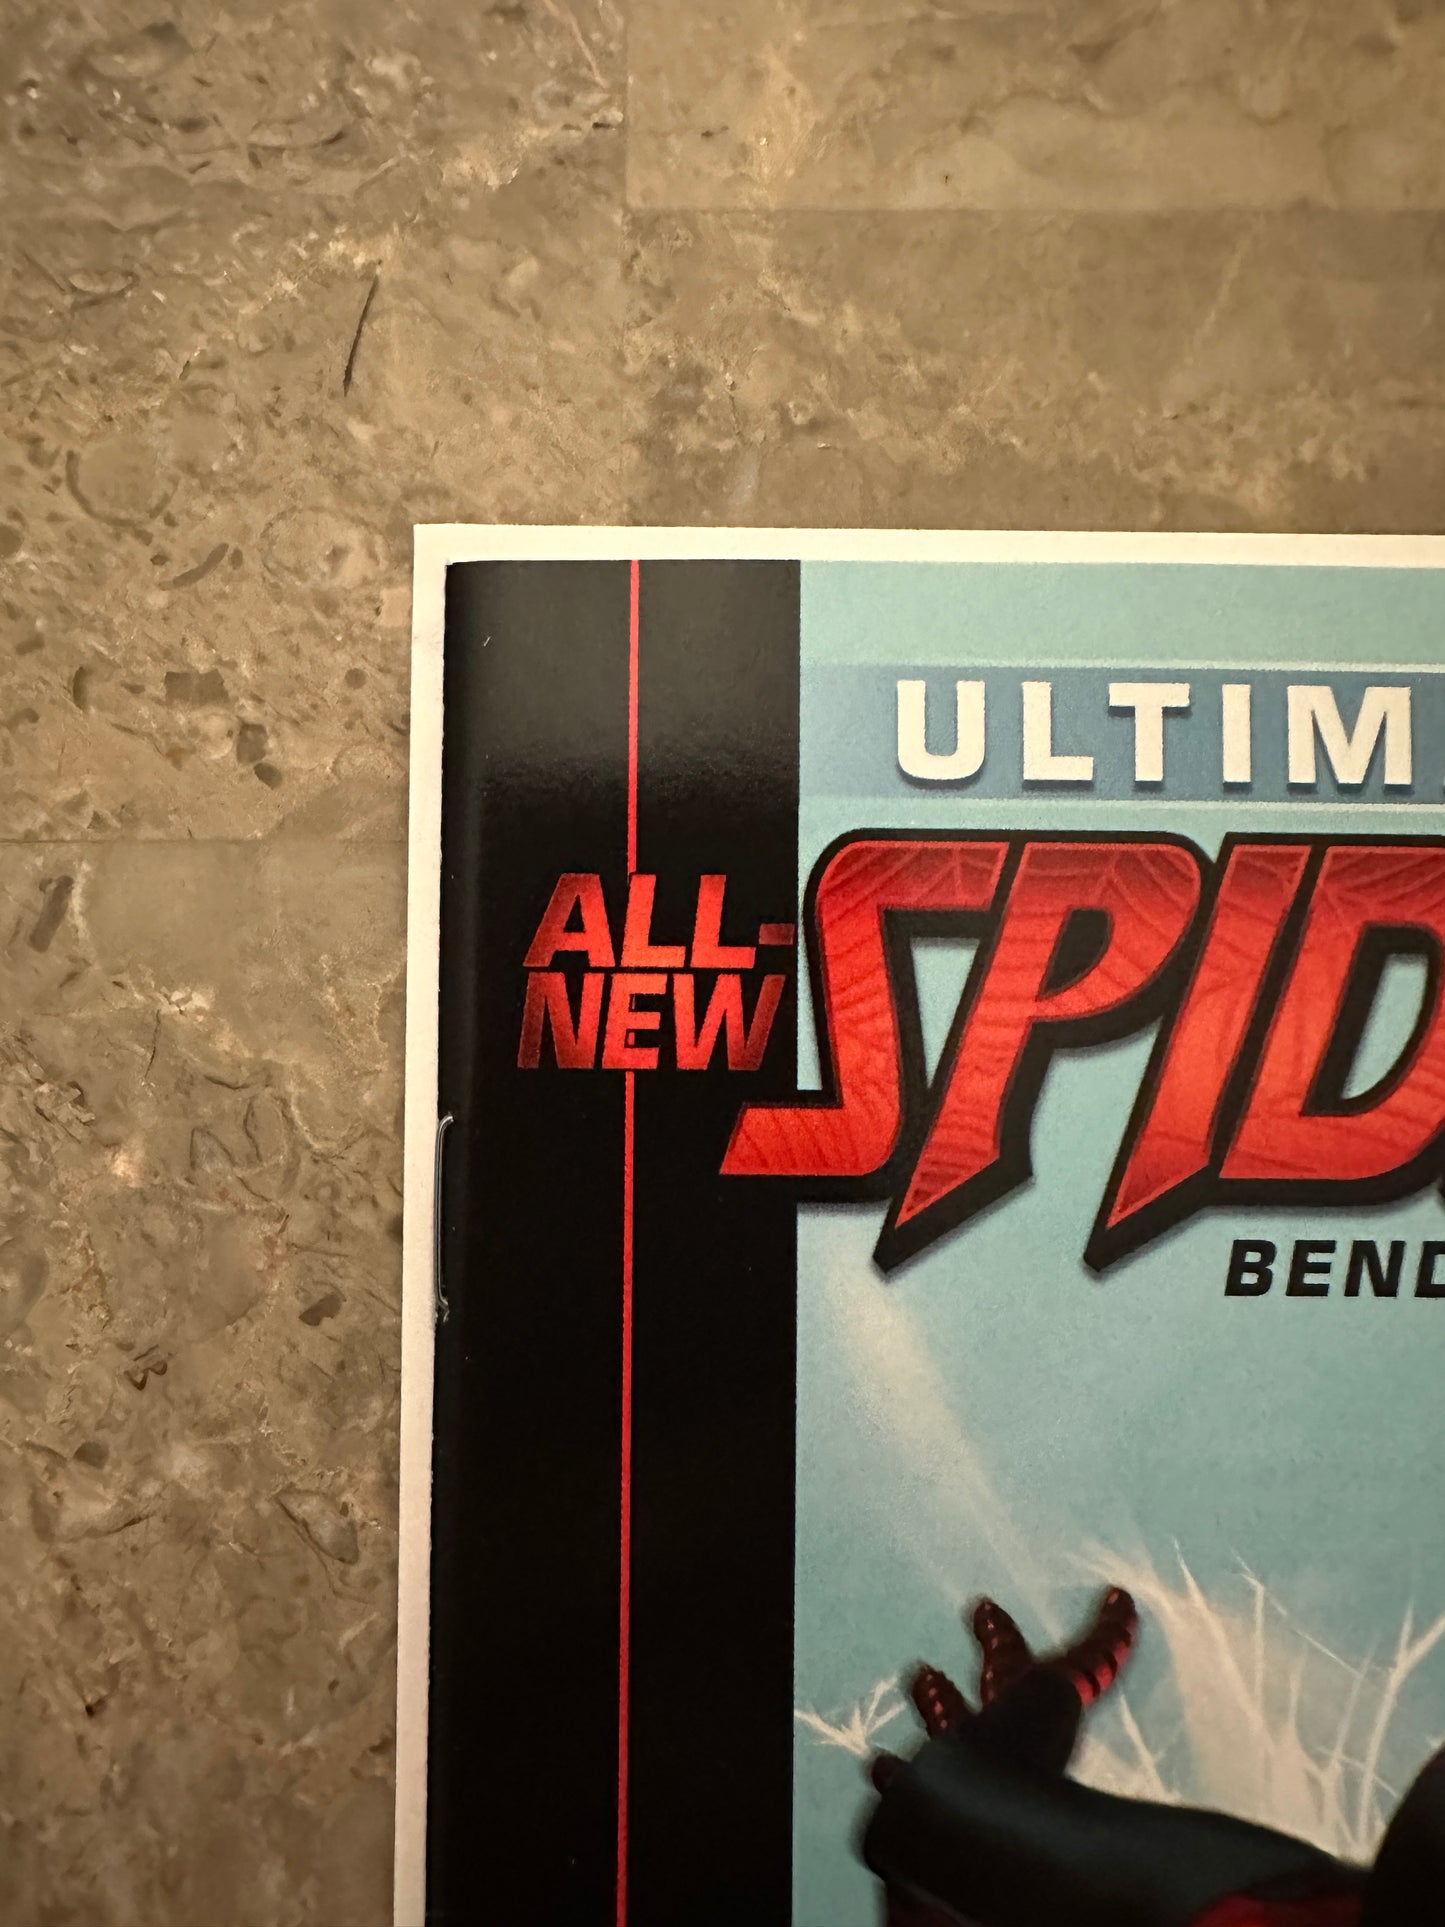 ULTIM
ALL-
NEW
SPID
BEND